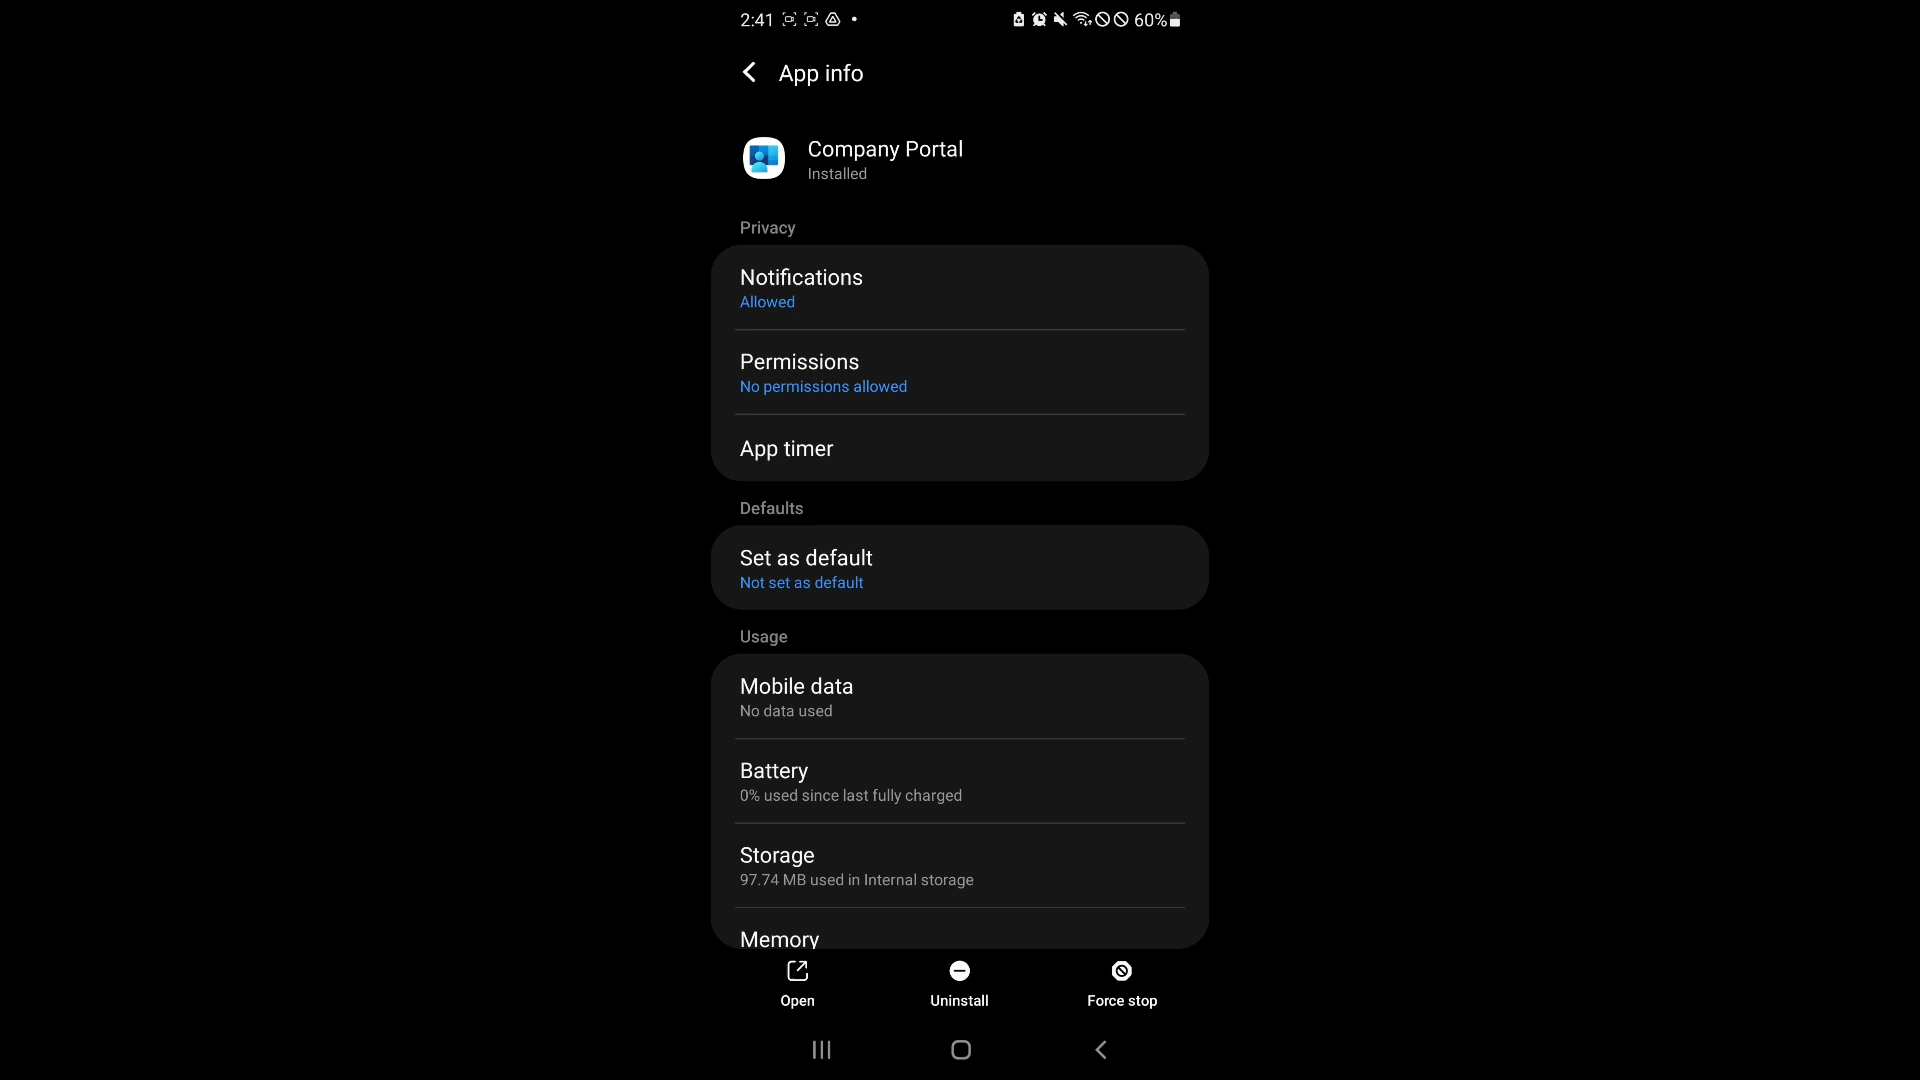 2:41 60%
App info
Company Portal
Installed
Privacy
Notifications
Allowed
Permissions
No permissions allowed
App timer
Defaults
Set as default
Not set as default
Usage
Mobile data
No data used
Battery
0% used since last fully charged
Storage
97.74 MB used in Internal storage
Memory
Open Uninstall Force stop